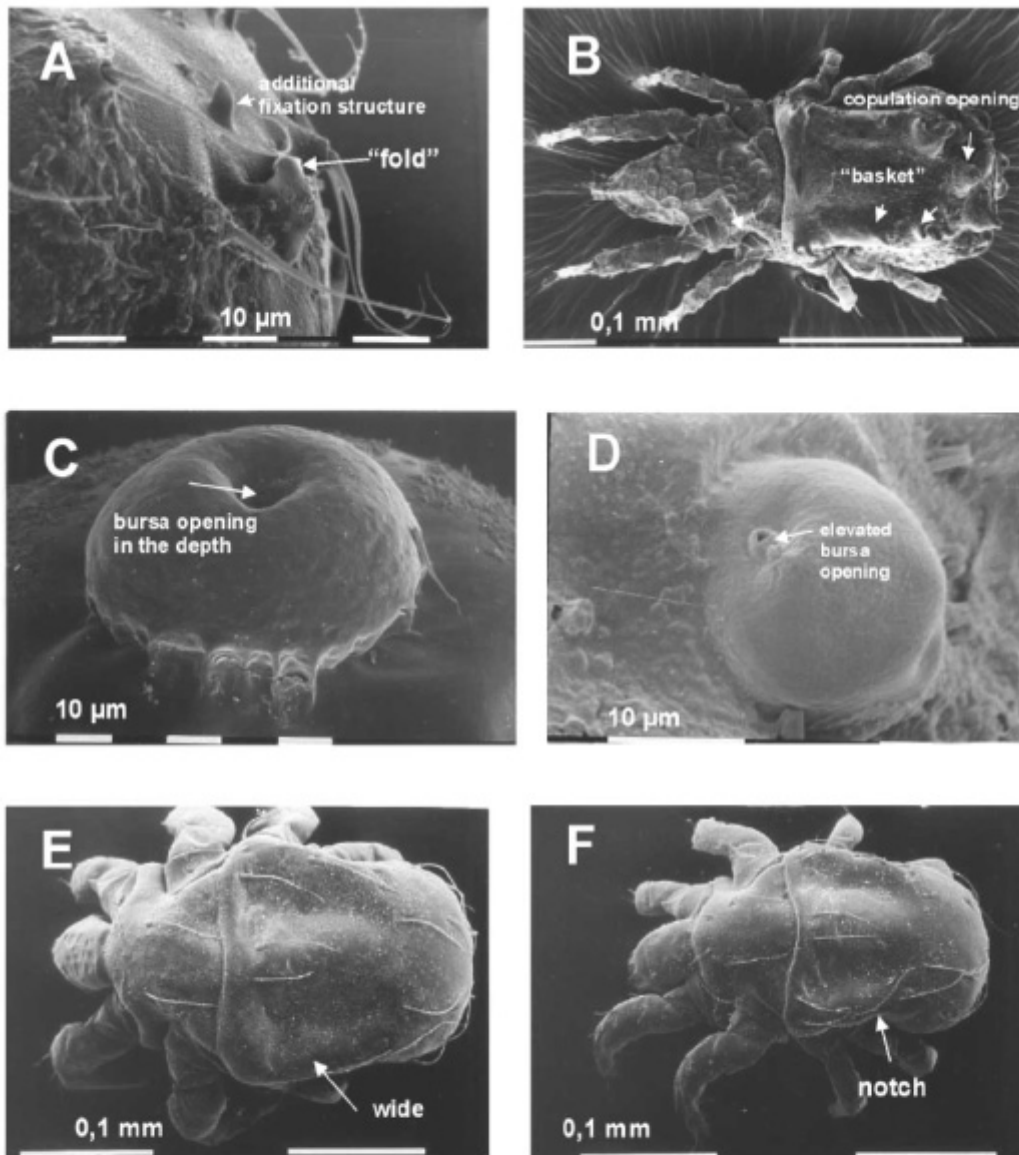 A
additional
fixation structure
"fold"
10 µm
B
copulation opening
"basket"
0,1 mm
C
bursa opening
in the depth
10 µm
D
elevated
bursa
opening
10 µm
E
wide
0,1 mm
F
notch
0,1 mm